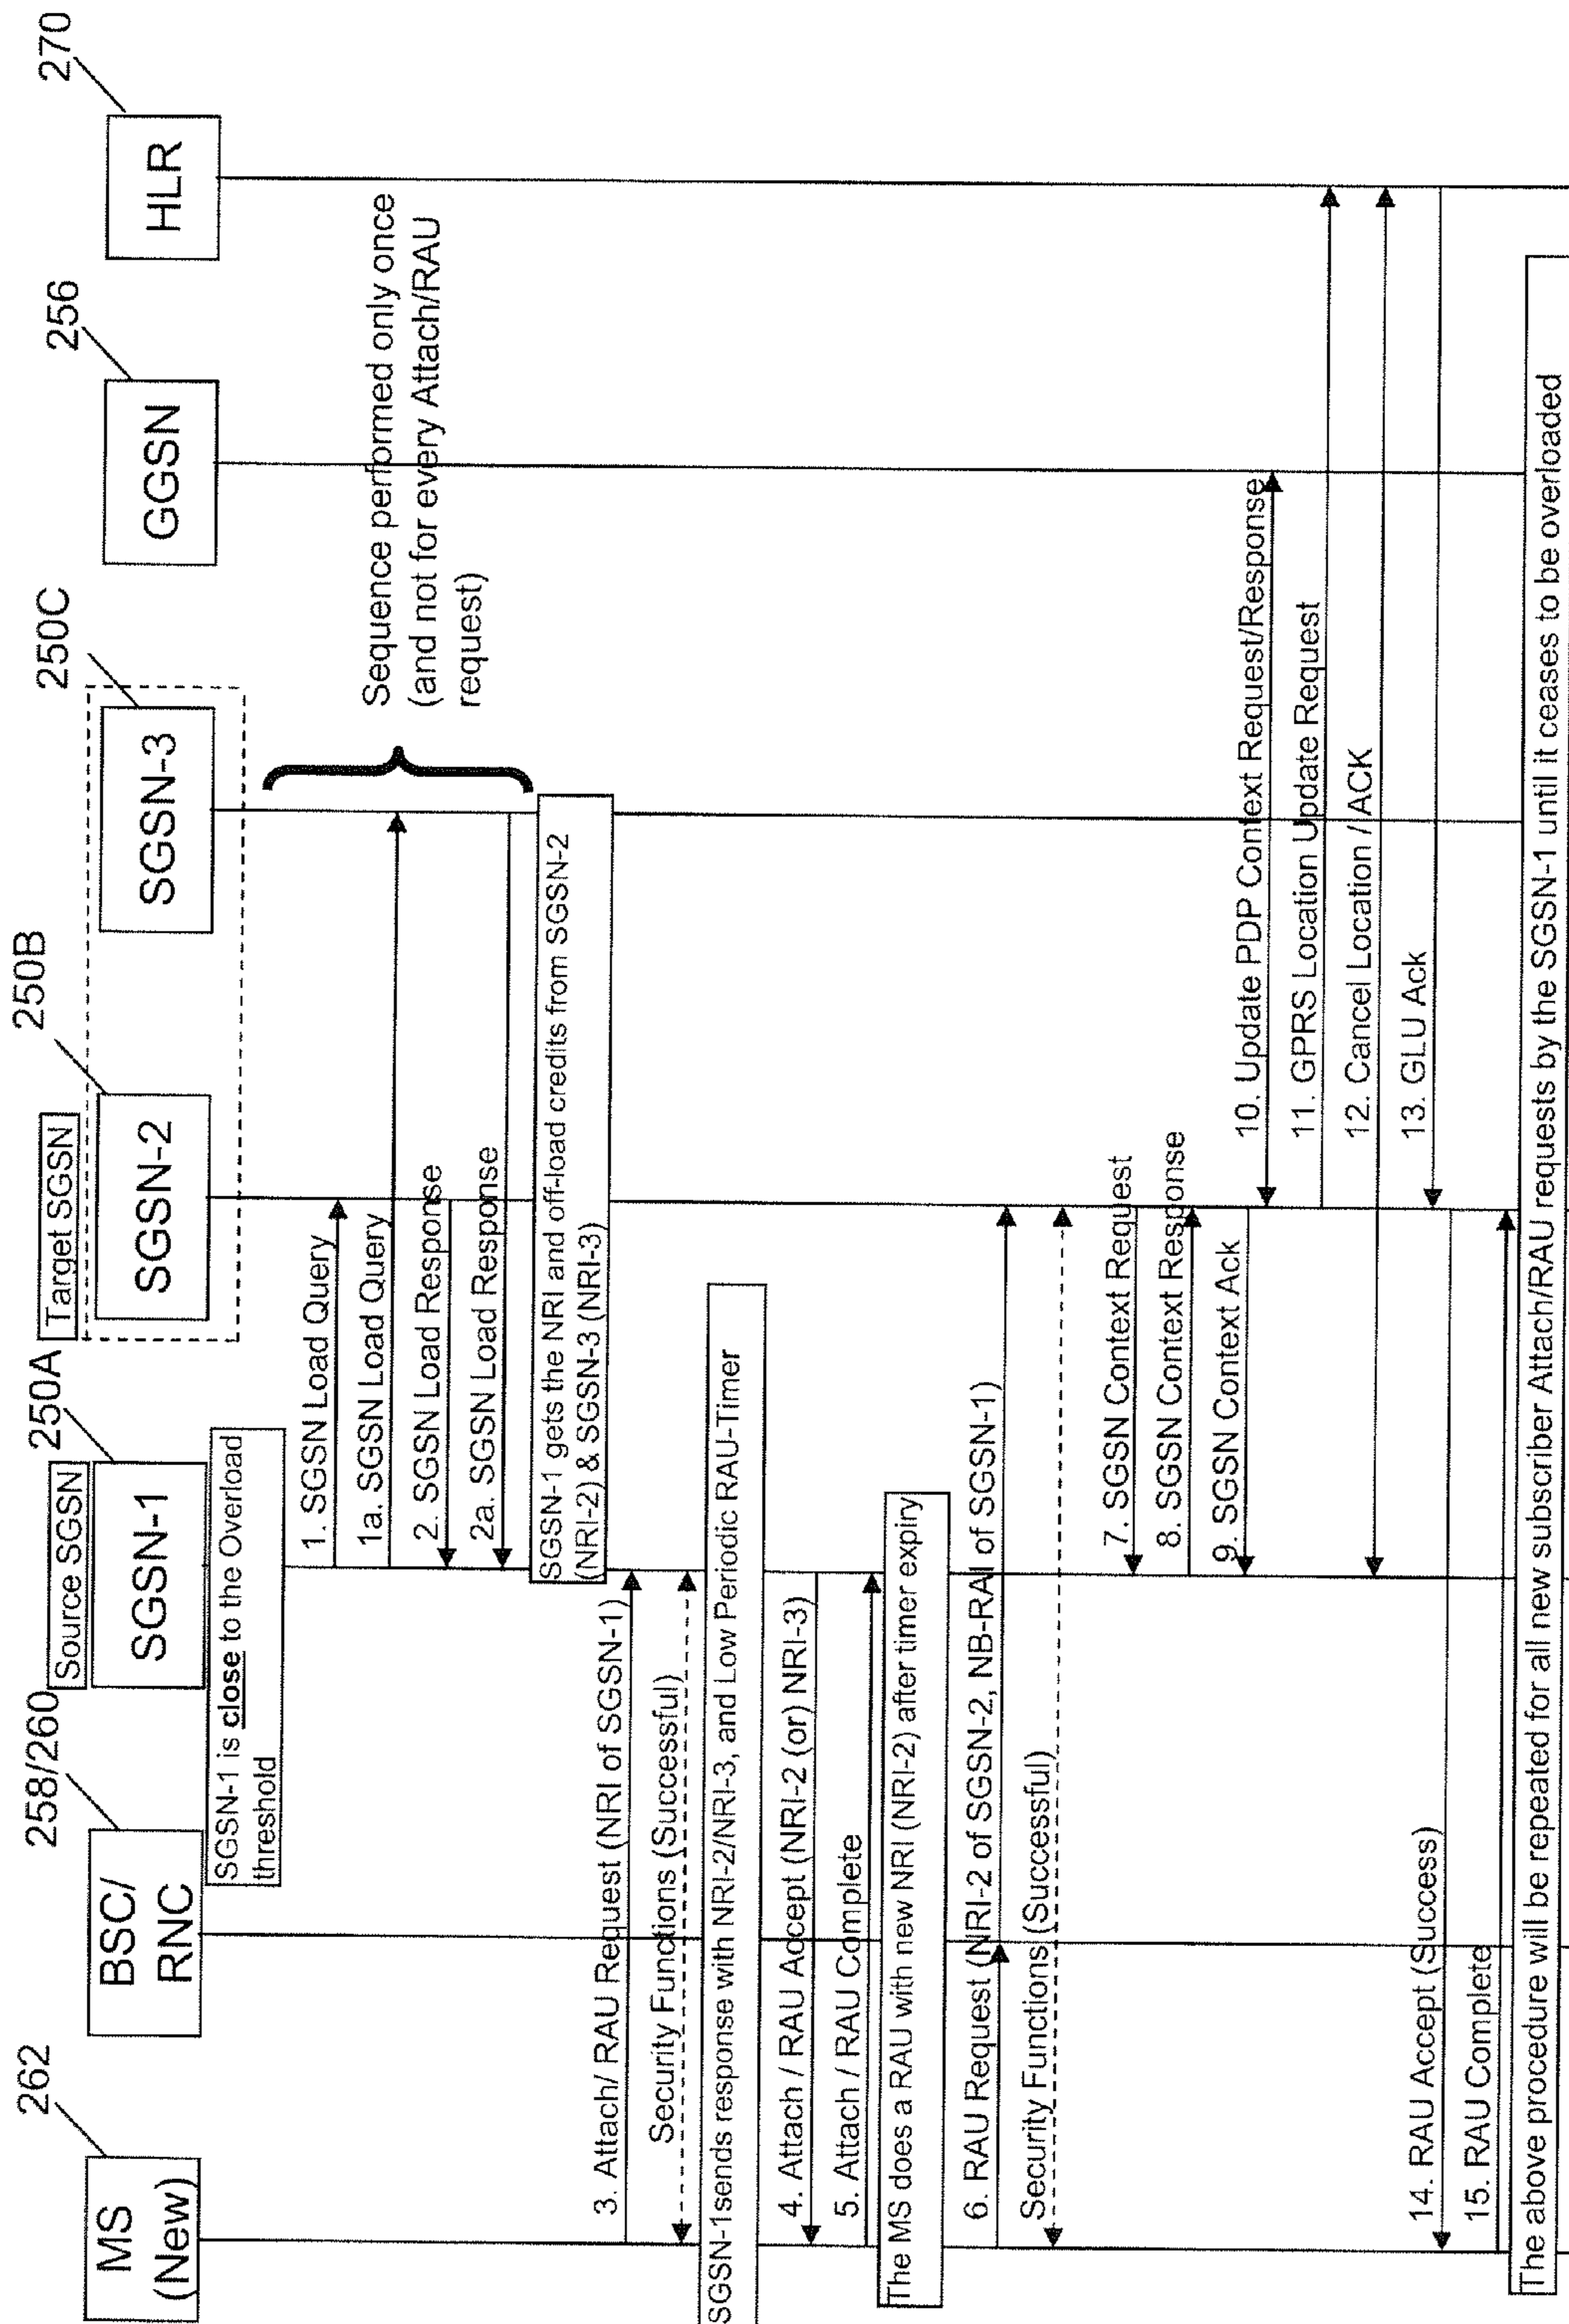 262
MS
(New)
258/260
BSC/
RNC
Source SGSN
250A
SGSN-1
Target SGSN
250B
SGSN-2
250C
SGSN-3
256
GGSN
270
HLR
SGSN-1 is close to the Overload
threshold
1. SGSN Load Query
1a. SGSN Load Query
2. SGSN Load Response
2a. SGSN Load Response
Sequence performed only once
(and not for every Attach/RAU
request)
SGSN-1 gets the NRI and off-load credits from SGSN-2
(NRI-2) & SGSN-3 (NRI-3)
3. Attach/ RAU Request (NRI of SGSN-1)
Security Functions (Successful)
SGSN-1sends response with NRI-2/NRI-3, and Low Periodic RAU-Timer
4. Attach / RAU Accept (NRI-2 (or) NRI-3)
5. Attach / RAU Complete
The MS does a RAU with new NRI (NRI-2) after timer expiry
6. RAU Request (NRI-2 of SGSN-2, NB-RAI of SGSN-1)
Security Functions (Successful)
7. SGSN Context Request
8. SGSN Context Response
9. SGSN Context Ack
10. Update PDP Context Request/Response
11. GPRS Location Update Request
12. Cancel Location / ACK
13. GLU Ack
14. RAU Accept (Success)
15. RAU Complete
The above procedure will be repeated for all new subscriber Attach/RAU requests by the SGSN-1 until it ceases to be overloaded